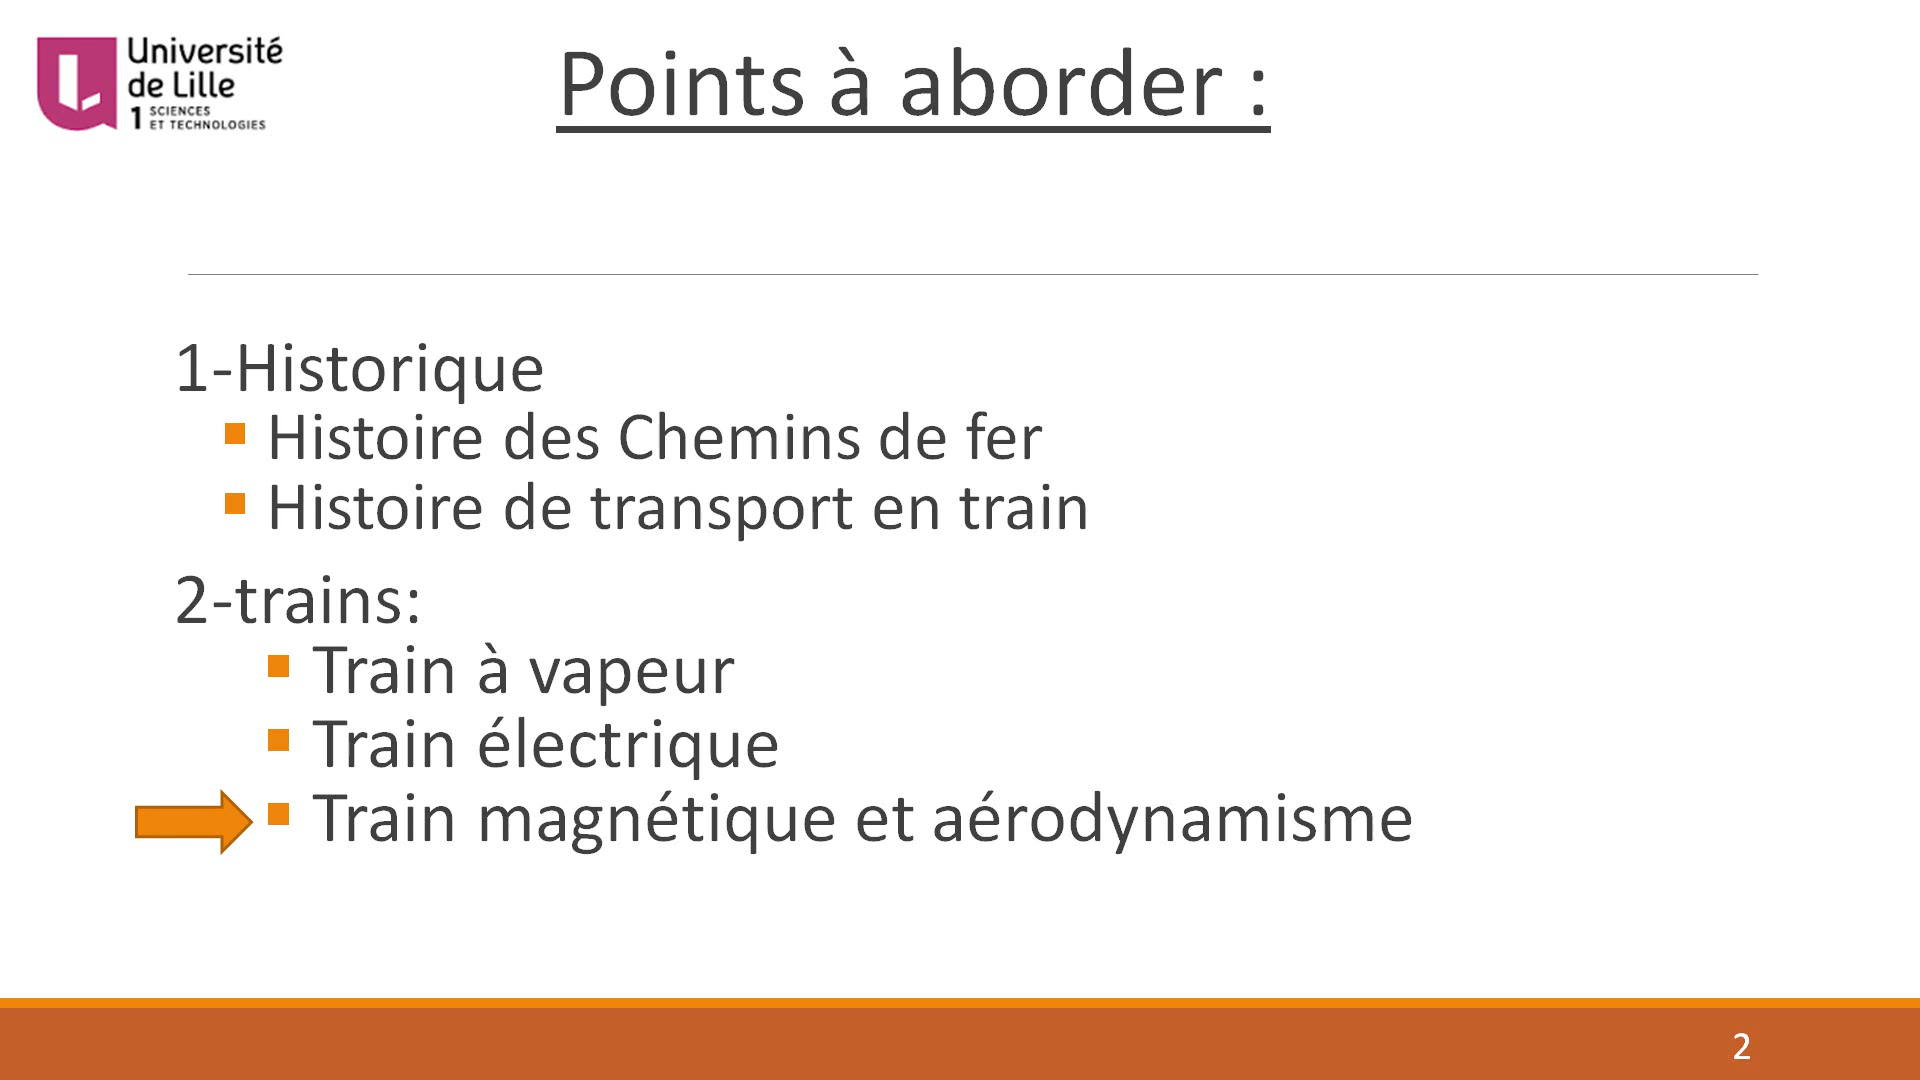 Université
de Lille
1 SCIENCES
ET TECHNOLOGIES
Points à aborder :
1-Historique
▪ Histoire des Chemins de fer
▪ Histoire de transport en train
2-trains:
▪ Train à vapeur
▪ Train électrique
▪ Train magnétique et aérodynamisme
2